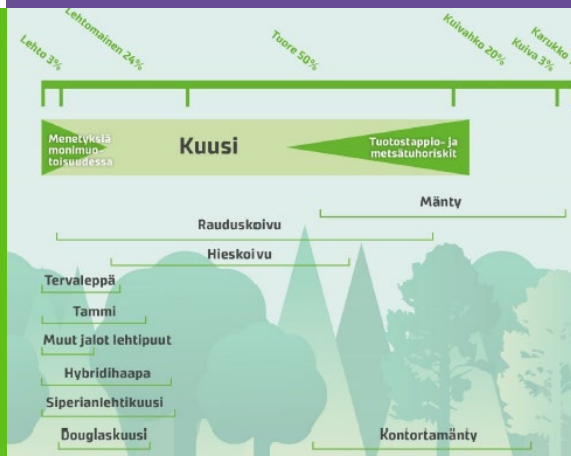 Lehto 3%
Lehtomainen 24%
Tuore 50%
Kuivahko 20%
Kuiva 3%
Karukko
Menetyksiä
monimuo-
toisuudessa
Kuusi
Tuotostappio- ja
metsätuhoriskit
Mänty
Rauduskoivu
Hieskoivu
Tervaleppä
Tammi
Muut jalot lehtipuut
Hybridihaapa
Siperianlehtikuusi
Douglaskuusi
Kontortamänty